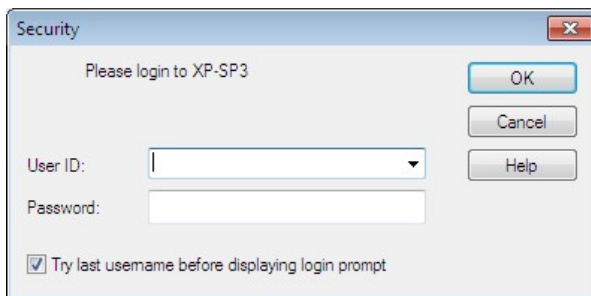 Security
Please login to XP-SP3
OK
Cancel
User ID:
Help
Password:
Try last username before displaying login prompt